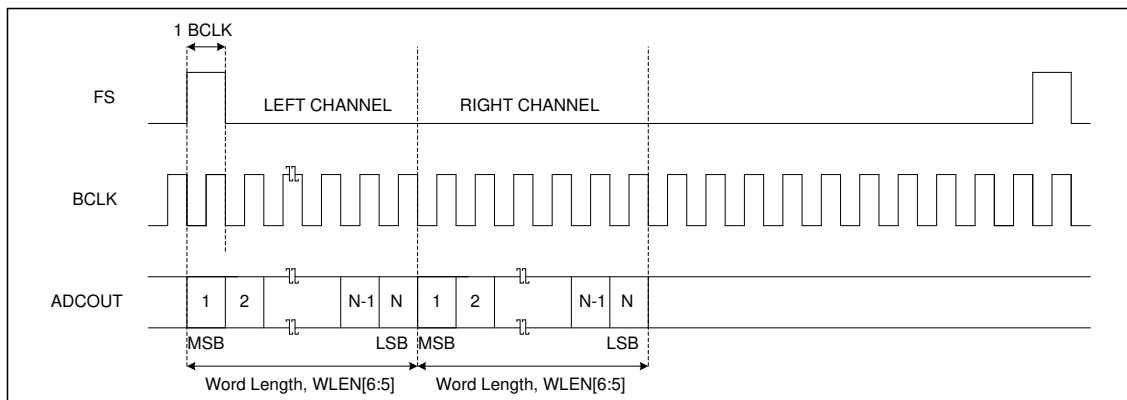 1 BCLK
FS
LEFT CHANNEL
RIGHT CHANNEL
BCLK
ADCOUT
1 2 N-1 N 1 2 N-1 N
MSB LSB MSB LSB
Word Length, WLEN[6:5] Word Length, WLEN[6:5]